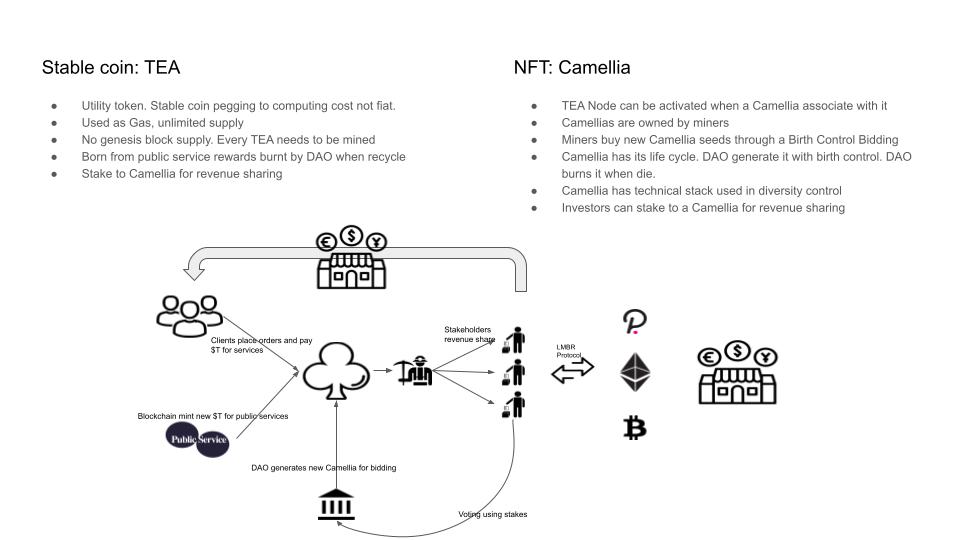 Stable coin: TEA
● Utility token. Stable coin pegging to computing cost not fiat.
● Used as Gas, unlimited supply
● No genesis block supply. Every TEA needs to be mined
● Born from public service rewards burnt by DAO when recycle
● Stake to Camellia for revenue sharing
NFT: Camellia
● TEA Node can be activated when a Camellia associate with it
● Camellias are owned by miners
● Miners buy new Camellia seeds through a Birth Control Bidding
● Camellia has its life cycle. DAO generate it with birth control. DAO
burns it when die.
● Camellia has technical stack used in diversity control
● Investors can stake to a Camellia for revenue sharing
€ $ ¥
Clients place orders and pay
$T for services
Stakeholders
revenue share
LMBR
Protocol
€ $ ¥
Blockchain mint new $T for public services
Public Service
DAO generates new Camellia for bidding
Voting using stakes